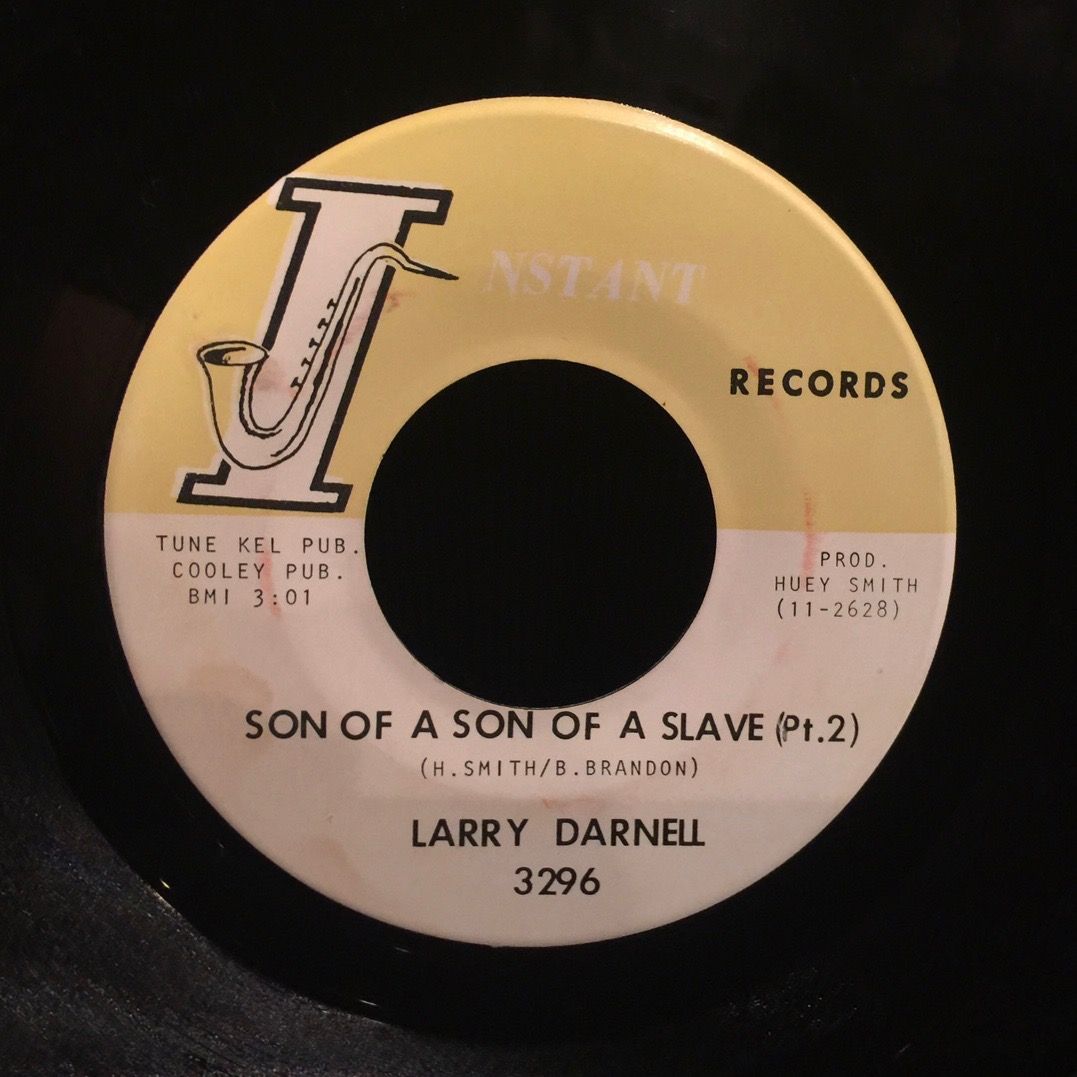 INSTANT
RECORDS
TUNE KEL PUB.
COOLEY PUB.
BMI 3:01
PROD.
HUEY SMITH
(11-2628)
SON OF A SON OF A SLAVE (Pt.2)
(H.SMITH/B.BRANDON)
LARRY DARNELL
3296